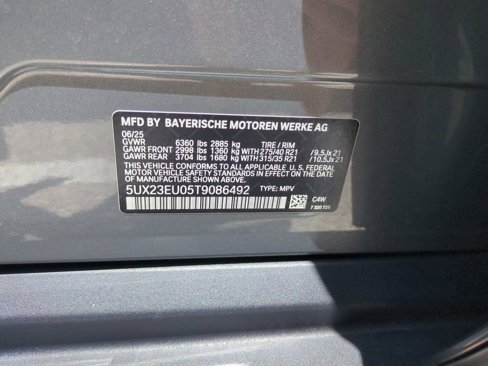 MFD BY BAYERISCHE MOTOREN WERKE AG
06/25
GVWR 6360 lbs 2885 kg TIRE / RIM
GAWR FRONT 2998 lbs 1360 kg WITH 275/40 R21 /9.5Jx21
GAWR REAR 3704 lbs 1680 kg WITH 315/35 R21 /10.5Jx21
THIS VEHICLE CONFORMS TO ALL APPLICABLE U. S. FEDERAL
MOTOR VEHICLE SAFETY STANDARDS IN EFFECT ON THE DATE
OF MANUFACTURE SHOWN ABOVE.
5UX23EU05T9086492 TYPE: MPV
C4W